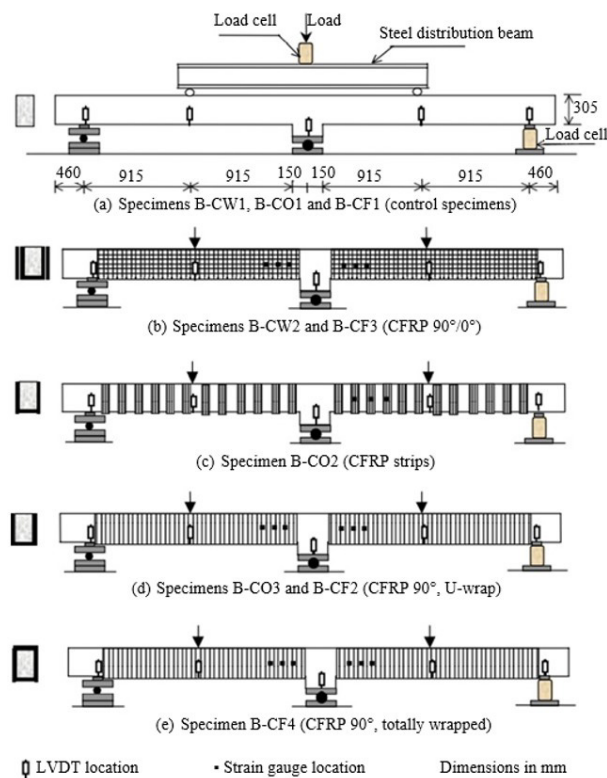 Load cell
Load
Steel distribution beam
305
Load cell
460 915 915 150 150 915 915 460
(a) Specimens B-CW1, B-CO1 and B-CF1 (control specimens)
(b) Specimens B-CW2 and B-CF3 (CFRP 90°/0°)
(c) Specimen B-CO2 (CFRP strips)
(d) Specimens B-CO3 and B-CF2 (CFRP 90°, U-wrap)
(e) Specimen B-CF4 (CFRP 90°, totally wrapped)
LVDT location Strain gauge location Dimensions in mm